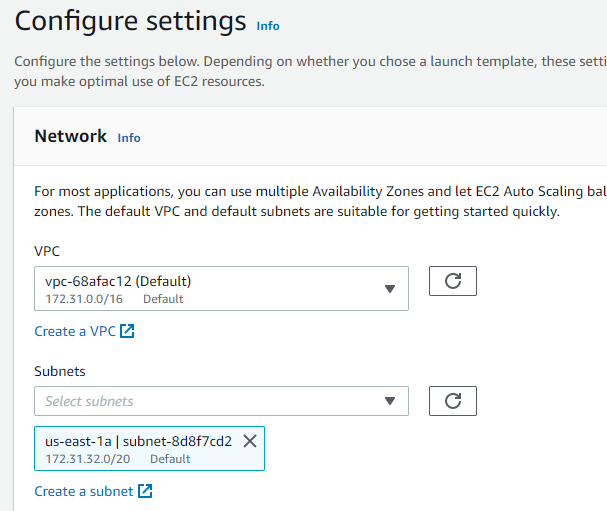 Configure settings Info
Configure the settings below. Depending on whether you chose a launch template, these setti
you make optimal use of EC2 resources.
Network Info
For most applications, you can use multiple Availability Zones and let EC2 Auto Scaling bal
zones. The default VPC and default subnets are suitable for getting started quickly.
VPC
vpc-68afac12 (Default)
172.31.0.0/16 Default
Create a VPC
Subnets
Select subnets
us-east-1a | subnet-8d8f7cd2
172.31.32.0/20 Default
Create a subnet